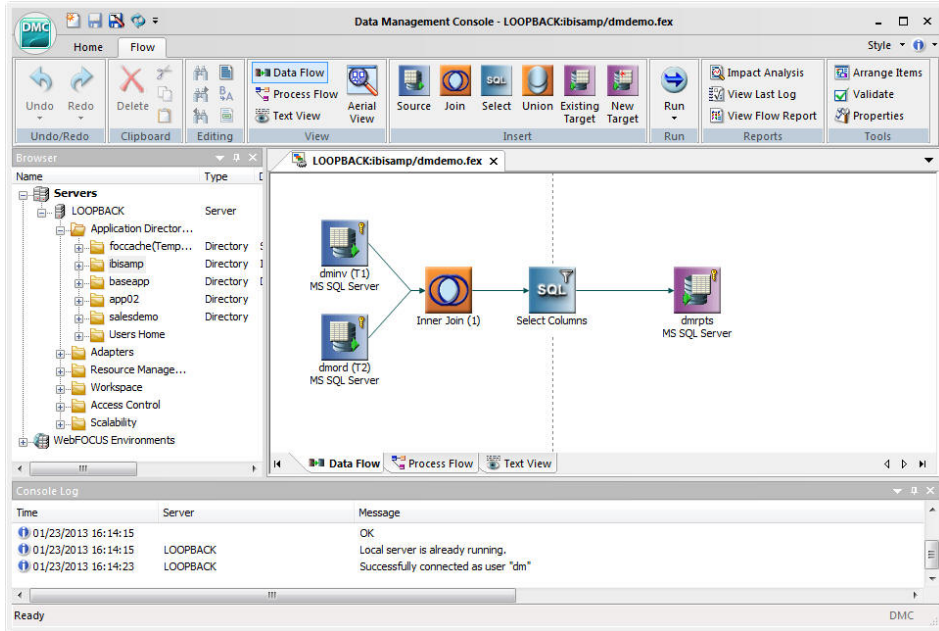 DMC
Data Management Console - LOOPBACK:ibisamp/dmdemo.fex
Home Flow Style
Undo Redo
Delete
Data Flow
Process Flow
Text View
Aerial View
Source Join Select Union Existing Target New Target
SQL
Run
Impact Analysis
View Last Log
View Flow Report
Arrange Items
Validate
Properties
Undo/Redo Clipboard Editing View Insert Run Reports Tools
Browser
Name Type
Servers
LOOPBACK Server
Application Director...
foccache(Temp... Directory
ibisamp Directory
baseapp Directory
app02 Directory
salesdemo Directory
Users Home
Adapters
Resource Manage...
Workspace
Access Control
Scalability
WebFOCUS Environments
LOOPBACK:ibisamp/dmdemo.fex
dminv (T1)
MS SQL Server
dmord (T2)
MS SQL Server
Inner Join (1)
SQL
Select Columns
dmrpts
MS SQL Server
Data Flow Process Flow Text View
Console Log
Time Server Message
01/23/2013 16:14:15 OK
01/23/2013 16:14:15 LOOPBACK Local server is already running.
01/23/2013 16:14:23 LOOPBACK Successfully connected as user "dm"
Ready DMC